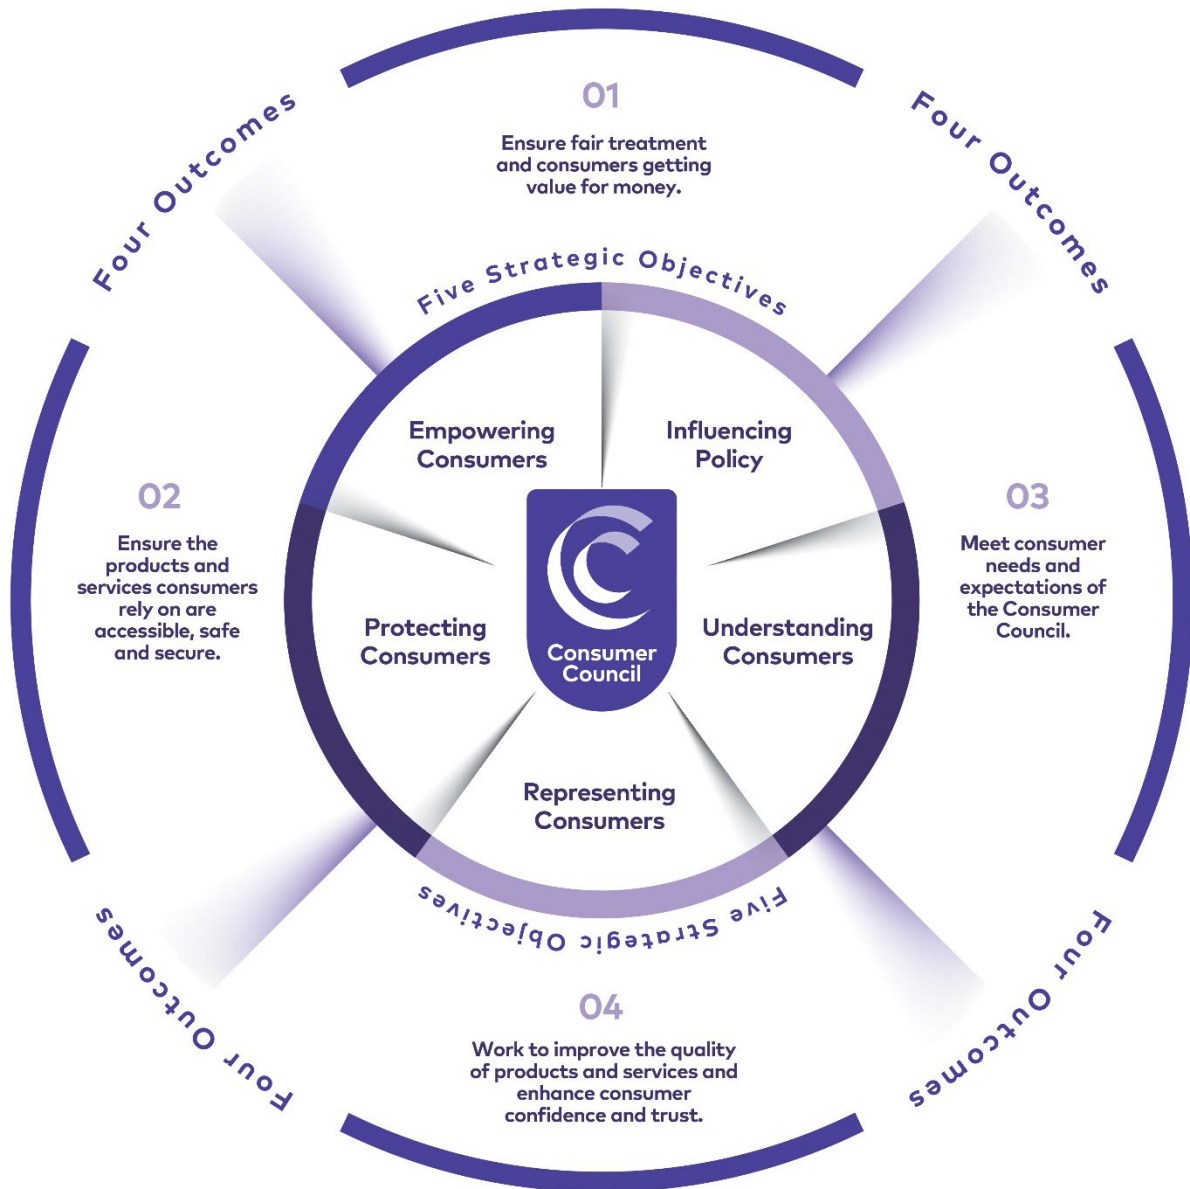 Four Outcomes
Four Outcomes
01
Ensure fair treatment
and consumers getting
value for money.
Five Strategic Objectives
Empowering
Consumers
Influencing
Policy
02
Ensure the
products and
services consumers
rely on are
accessible, safe
and secure.
Protecting
Consumers
Consumer
Council
Understanding
Consumers
03
Meet consumer
needs and
expectations of
the Consumer
Council.
Representing
Consumers
Five Strategic Objectives
04
Work to improve the quality
of products and services and
enhance consumer
confidence and trust.
Four Outcomes
Four Outcomes